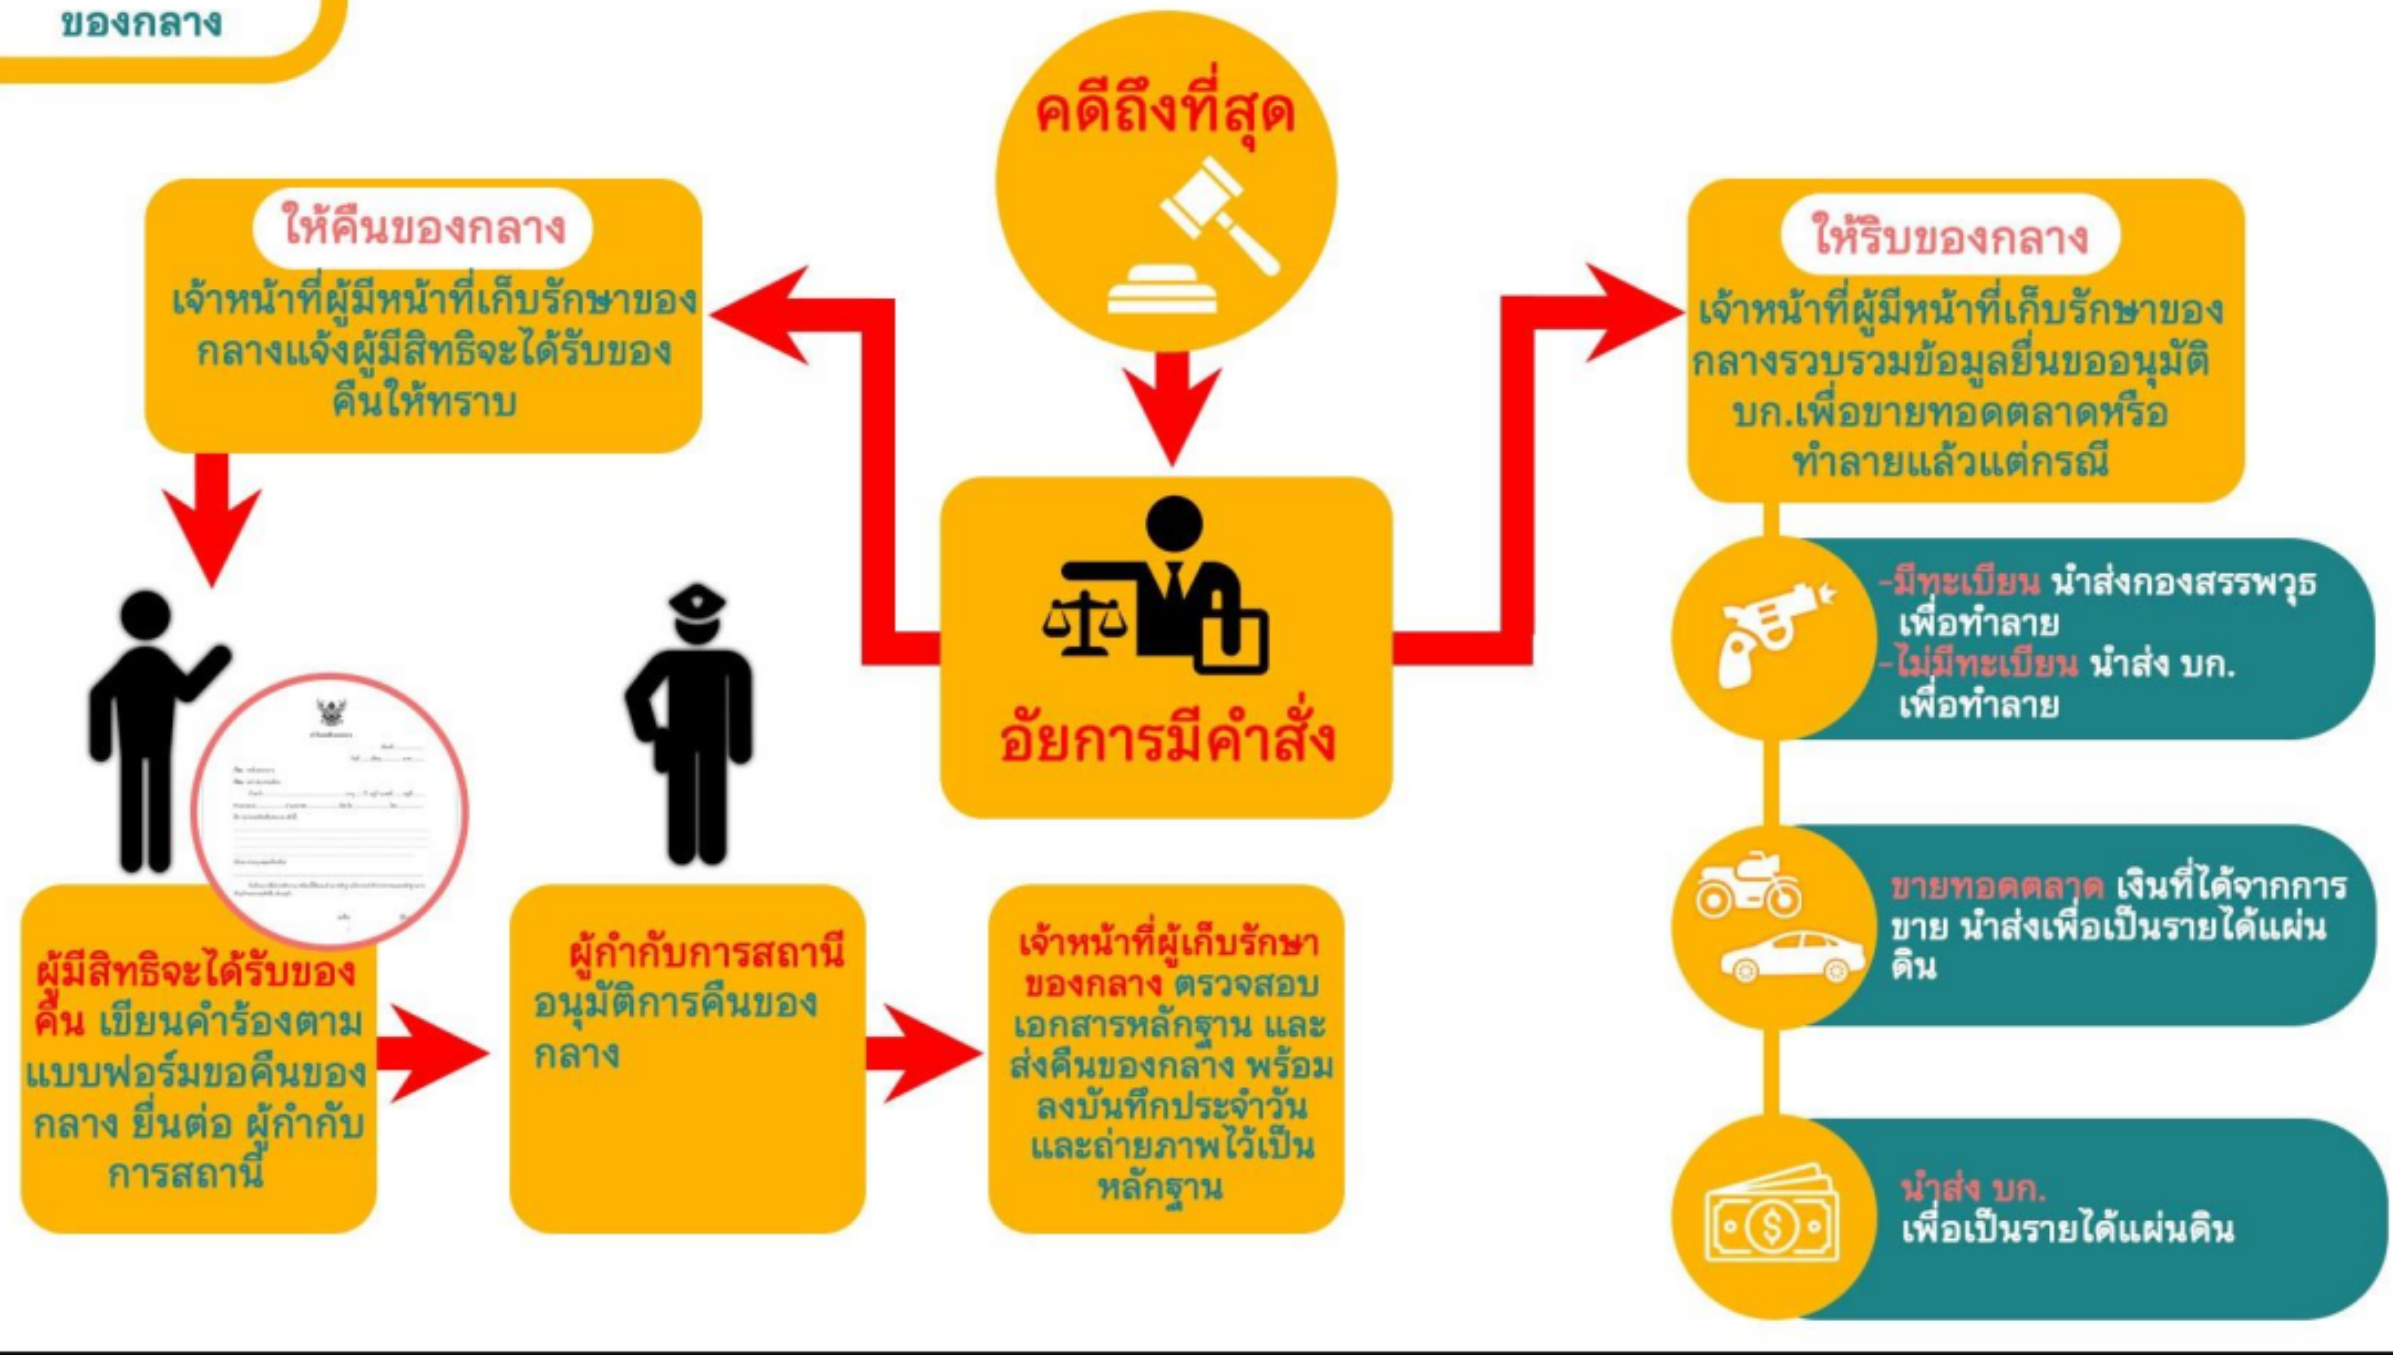 ของกลาง
คดีถึงที่สุด
ให้คืนของกลาง
เจ้าหน้าที่ผู้มีหน้าที่เก็บรักษาของ
กลางแจ้งผู้มีสิทธิจะได้รับของ
คืนให้ทราบ
ให้ริบของกลาง
เจ้าหน้าที่ผู้มีหน้าที่เก็บรักษาของ
กลางรวบรวมข้อมูลยื่นขออนุมัติ
บก.เพื่อขายทอดตลาดหรือ
ทำลายแล้วแต่กรณี
อัยการมีคำสั่ง
-มีทะเบียน นำส่งกองสรรพวุธ
เพื่อทำลาย
-ไม่มีทะเบียน นำส่ง บก.
เพื่อทำลาย
ขายทอดตลาด เงินที่ได้จากการ
ขาย นำส่งเพื่อเป็นรายได้แผ่น
ดิน
นำส่ง บก.
เพื่อเป็นรายได้แผ่นดิน
ผู้มีสิทธิจะได้รับของ
คืน เขียนคำร้องตาม
แบบฟอร์มขอคืนของ
กลาง ยื่นต่อ ผู้กำกับ
การสถานี
ผู้กำกับการสถานี
อนุมัติการคืนของ
กลาง
เจ้าหน้าที่ผู้เก็บรักษา
ของกลาง ตรวจสอบ
เอกสารหลักฐาน และ
ส่งคืนของกลาง พร้อม
ลงบันทึกประจำวัน
และถ่ายภาพไว้เป็น
หลักฐาน